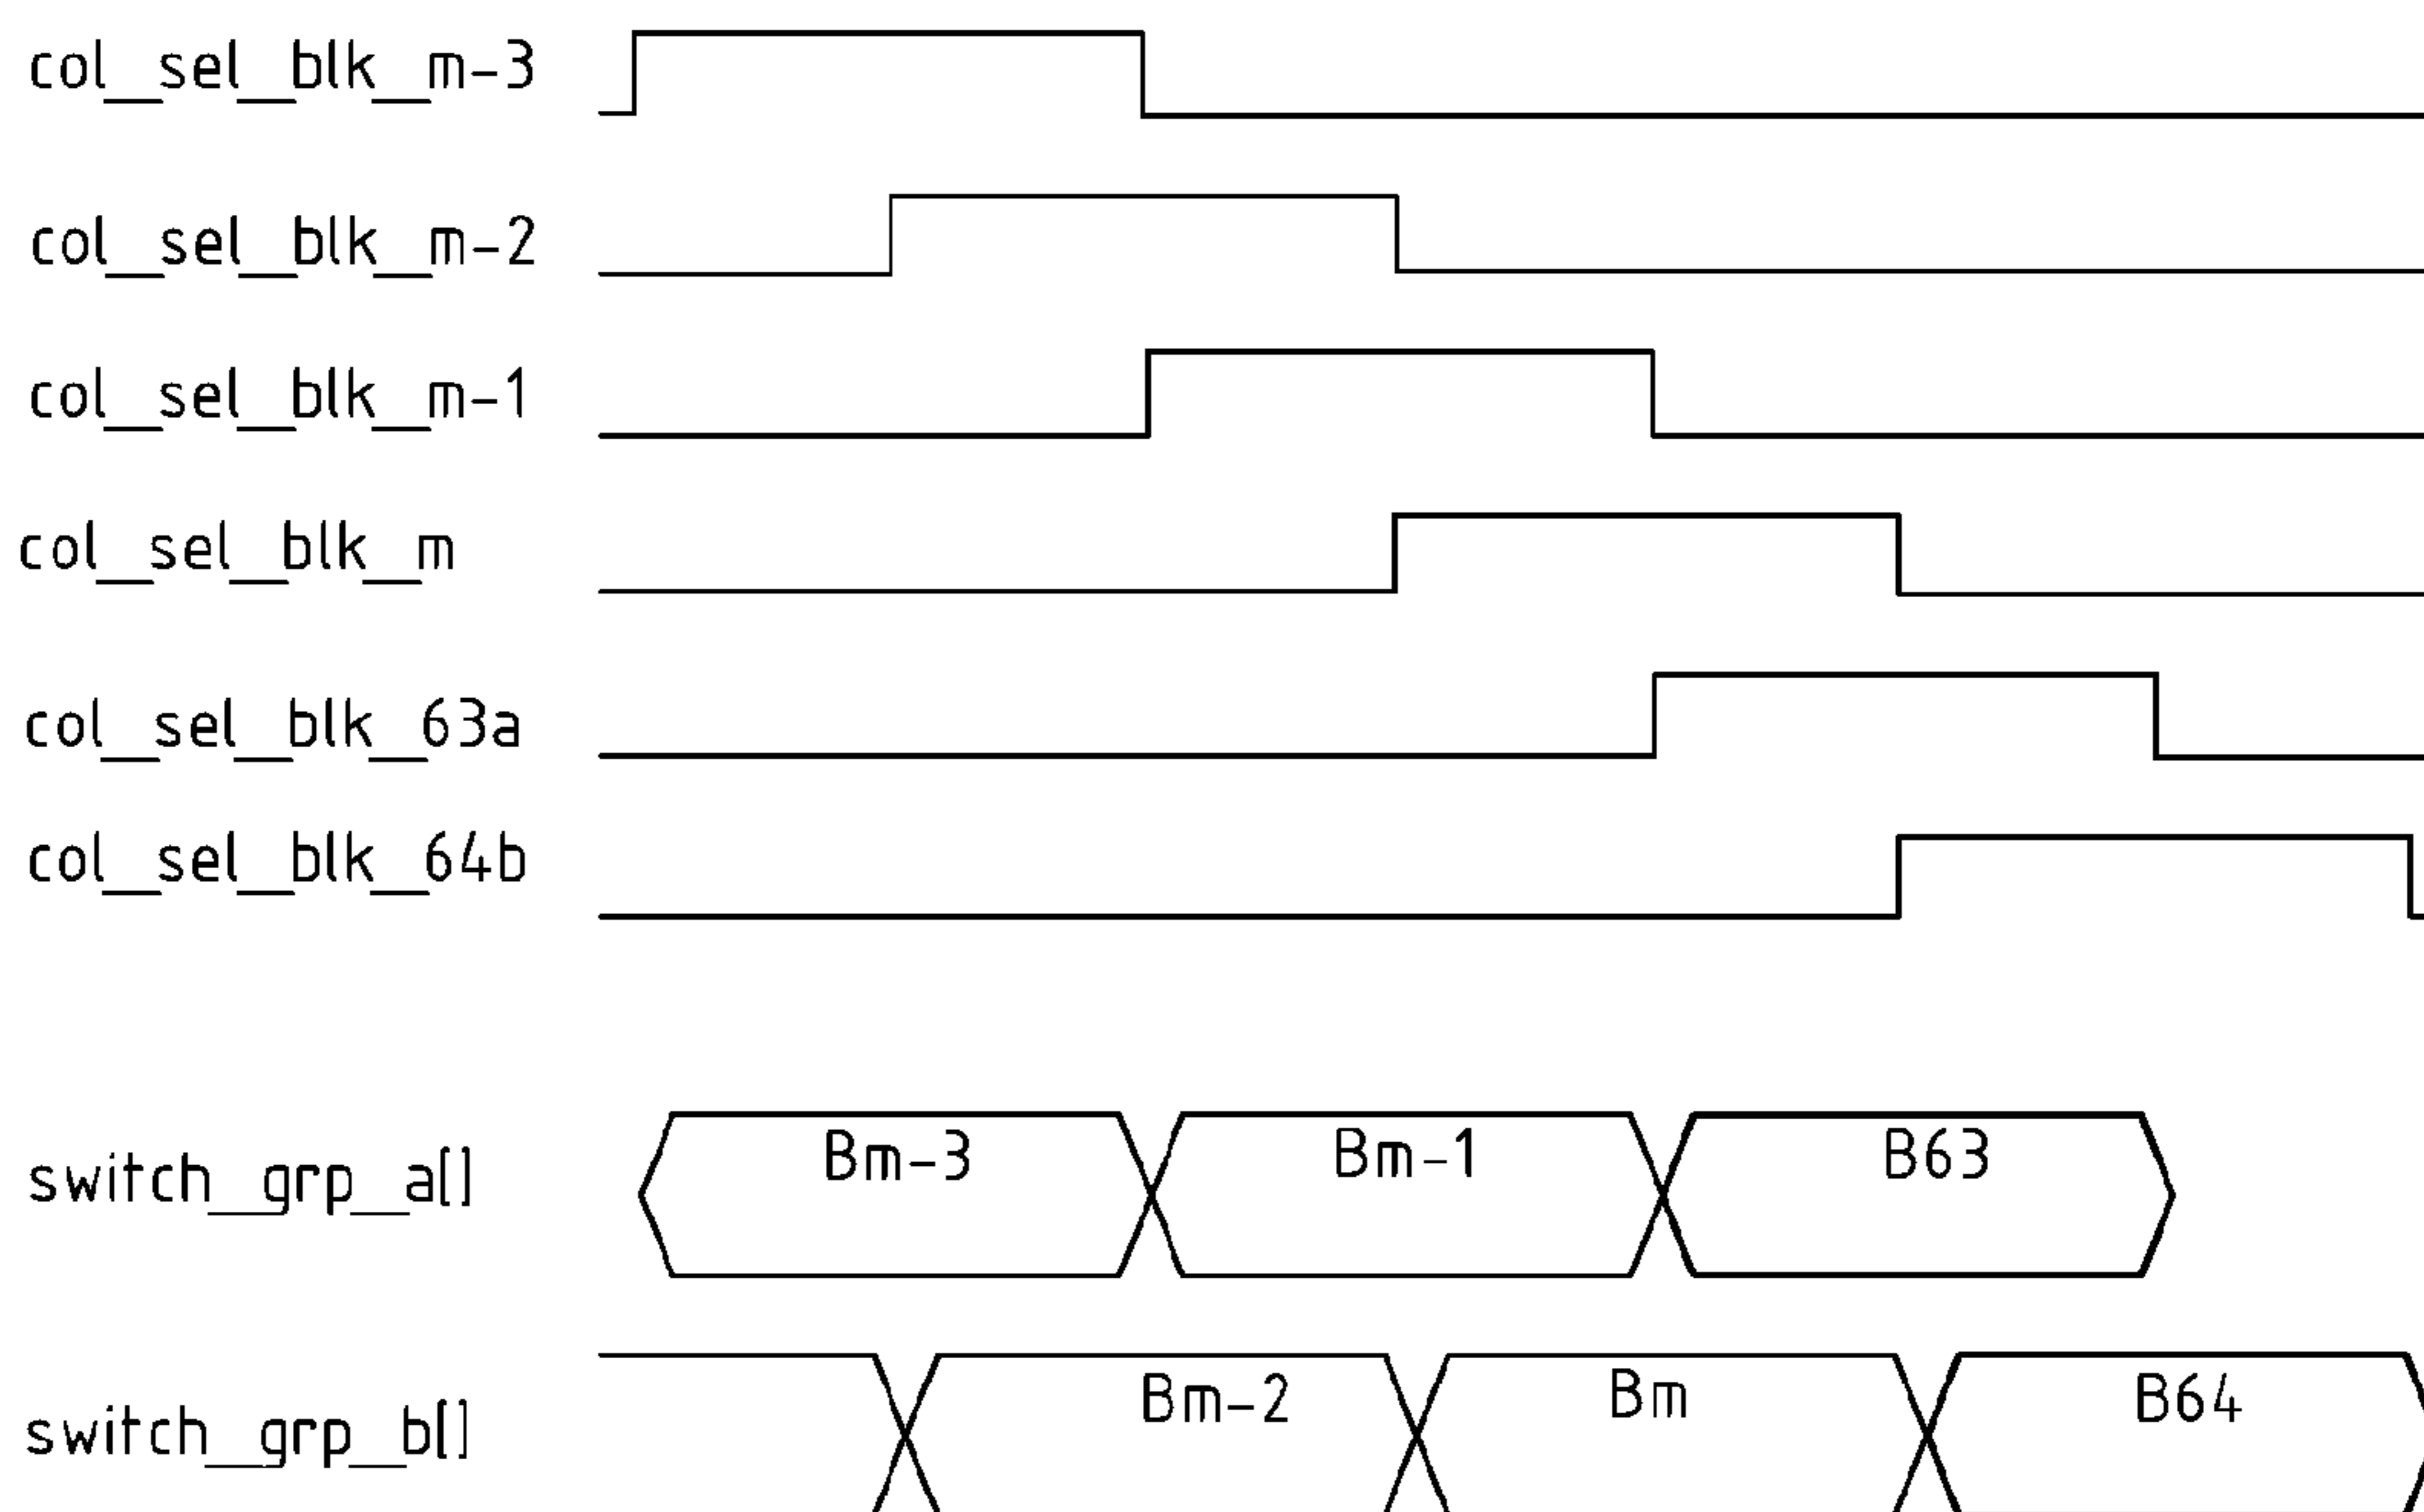 col_sel_blk_m-3
col_sel_blk_m-2
col_sel_blk_m-1
col_sel_blk_m
col_sel_blk_63a
col_sel_blk_64b
switch_grp_a[] Bm-3 Bm-1 B63
switch_grp_b[] Bm-2 Bm B64